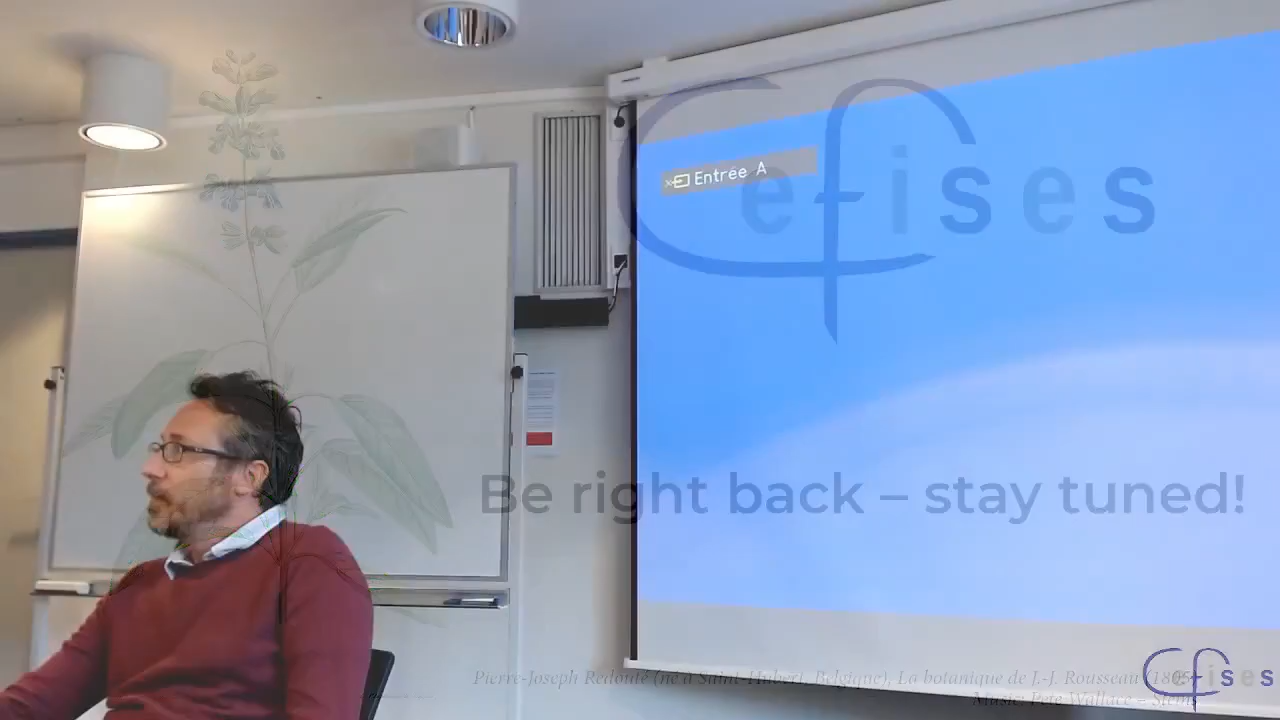 Cefises
Entrée A
Be right back – stay tuned!
Pierre-Joseph Redouté (né à Saint-Hubert, Belgique), La botanique de J.-J. Rousseau (1805)
Music: Pete Wallace –
Cefises